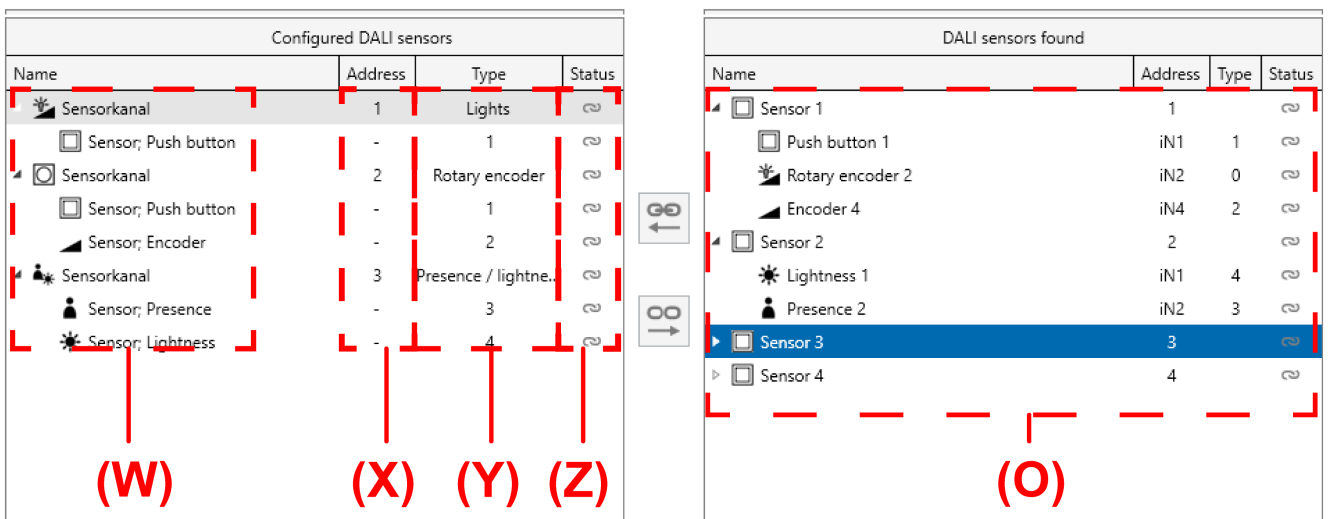 Configured DALI sensors
Name Address Type Status
Sensorkanal 1 Lights
Sensor; Push button - 1
Sensorkanal 2 Rotary encoder
Sensor; Push button - 1
Sensor; Encoder - 2
Sensorkanal 3 Presence / lightne..
Sensor; Presence - 3
Sensor; Lightness - 4
(W) (X) (Y) (Z)
DALI sensors found
Name Address Type Status
Sensor 1 1
Push button 1 iN1 1
Rotary encoder 2 iN2 0
Encoder 4 iN4 2
Sensor 2 2
Lightness 1 iN1 4
Presence 2 iN2 3
Sensor 3 3
Sensor 4 4
(O)